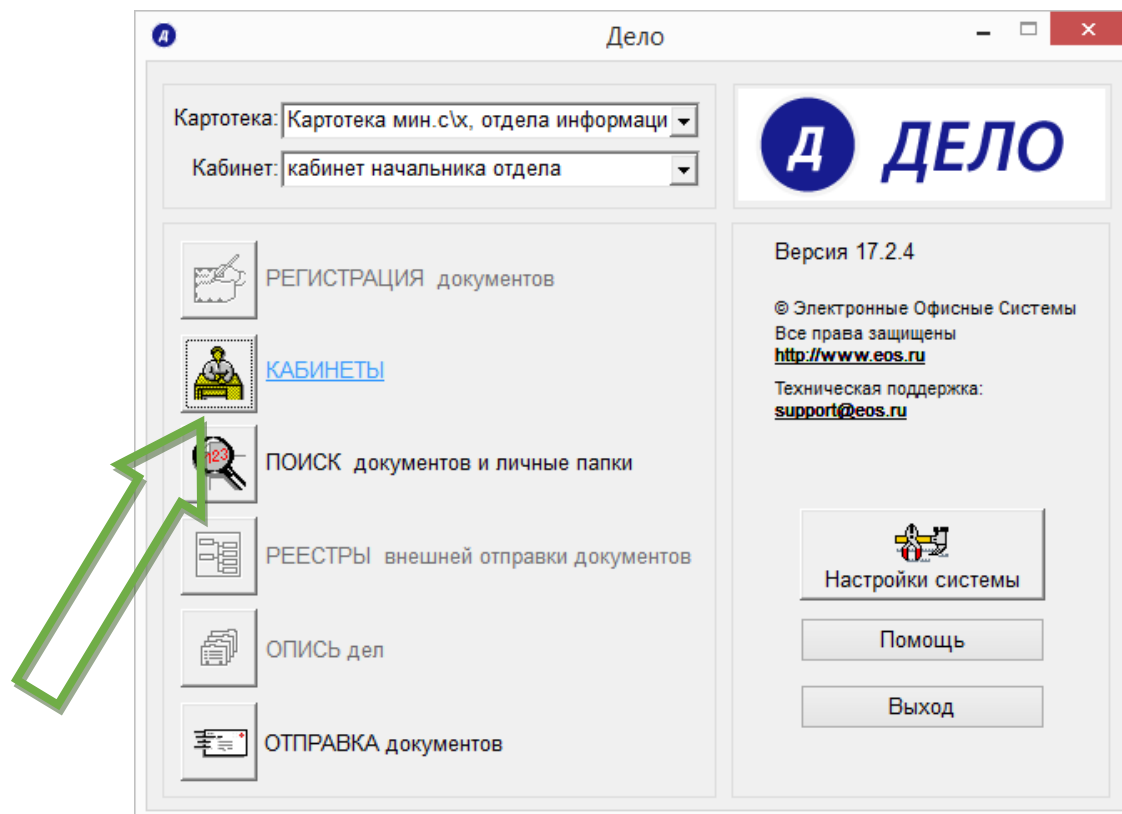 Дело
Картотека: Картотека мин.с\х, отдела информаци
Кабинет: кабинет начальника отдела
Д ДЕЛО
РЕГИСТРАЦИЯ документов
КАБИНЕТЫ
ПОИСК документов и личные папки
РЕЕСТРЫ внешней отправки документов
ОПИСЬ дел
ОТПРАВКА документов
Версия 17.2.4
© Электронные Офисные Системы
Все права защищены
http://www.eos.ru
Техническая поддержка:
support@eos.ru
Настройки системы
Помощь
Выход